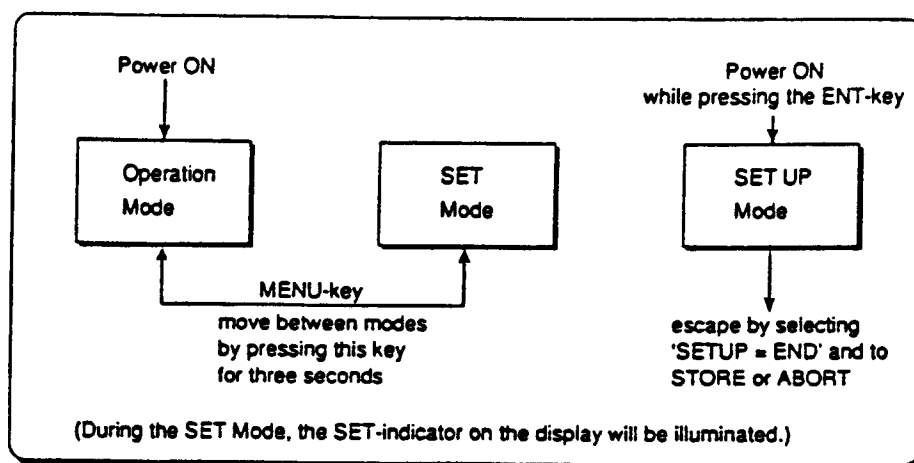 Power ON
Operation
Mode
SET
Mode
MENU-key
move between modes
by pressing this key
for three seconds
Power ON
while pressing the ENT-key
SET UP
Mode
escape by selecting
'SETUP = END' and to
STORE or ABORT
(During the SET Mode, the SET-indicator on the display will be illuminated.)